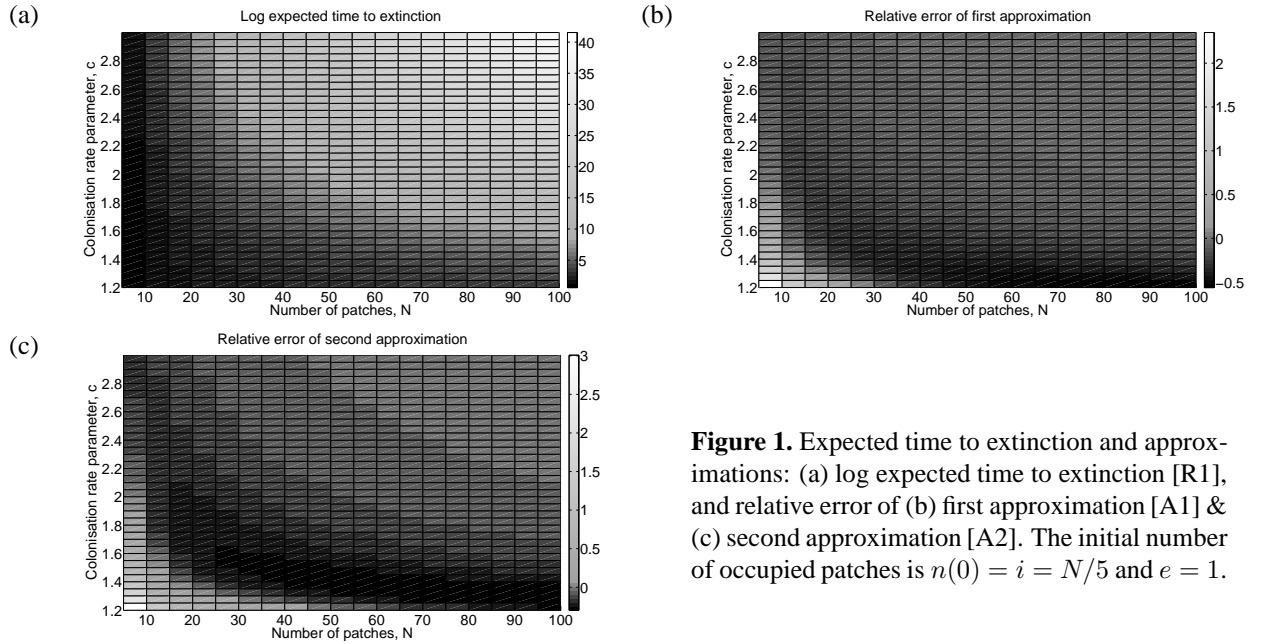 (a)
Log expected time to extinction
Colonisation rate parameter, c
2.8
2.6
2.4
2.2
2
1.8
1.6
1.4
1.2
10 20 30 40 50 60 70 80 90 100
Number of patches, N
40
35
30
25
20
15
10
5
(b)
Relative error of first approximation
Colonisation rate parameter, c
2.8
2.6
2.4
2.2
2
1.8
1.6
1.4
1.2
10 20 30 40 50 60 70 80 90 100
Number of patches, N
2
1.5
1
0.5
0
−0.5
(c)
Relative error of second approximation
Colonisation rate parameter, c
2.8
2.6
2.4
2.2
2
1.8
1.6
1.4
1.2
10 20 30 40 50 60 70 80 90 100
Number of patches, N
3
2.5
2
1.5
1
0.5
0
Figure 1. Expected time to extinction and approx-
imations: (a) log expected time to extinction [R1],
and relative error of (b) first approximation [A1] &
(c) second approximation [A2]. The initial number
of occupied patches is n(0) = i = N/5 and e = 1.